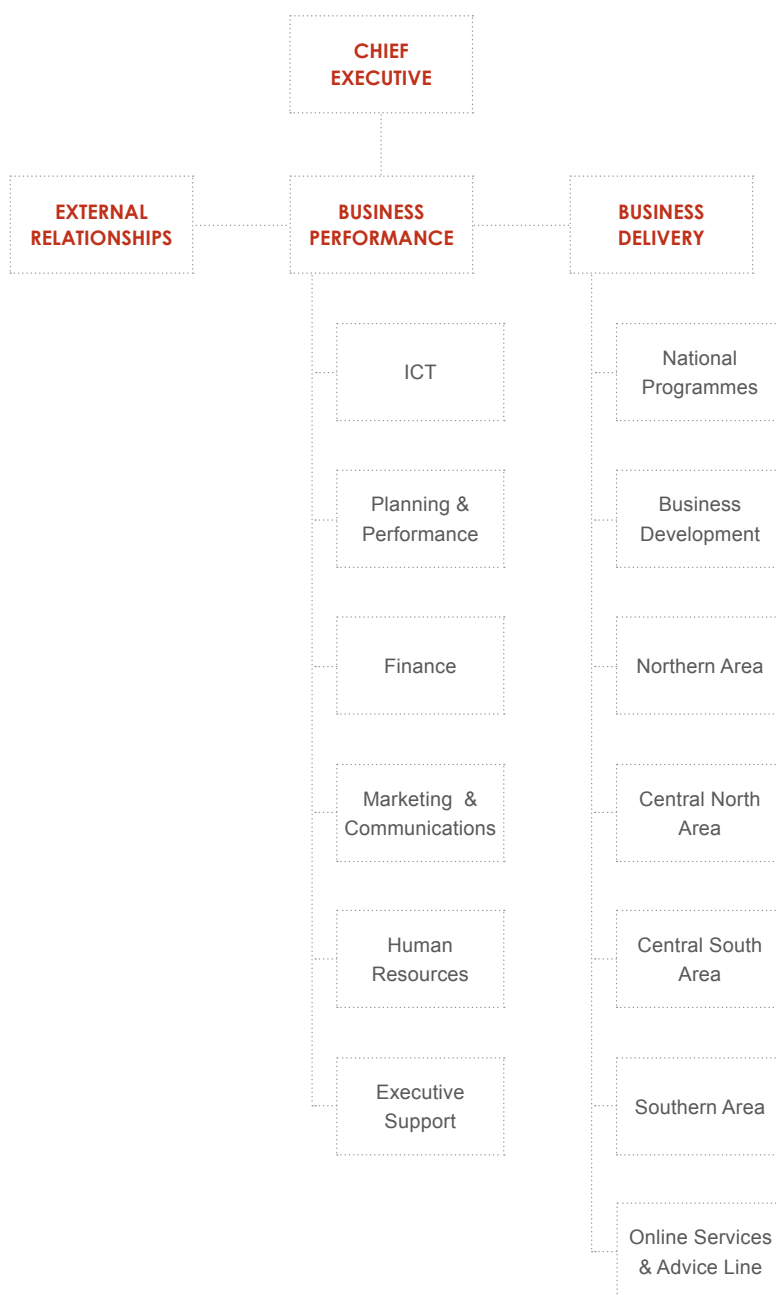 CHIEF
EXECUTIVE
EXTERNAL
RELATIONSHIPS
BUSINESS
PERFORMANCE
BUSINESS
DELIVERY
ICT
Planning &
Performance
Finance
Marketing &
Communications
Human
Resources
Executive
Support
National
Programmes
Business
Development
Northern Area
Central North
Area
Central South
Area
Southern Area
Online Services
& Advice Line